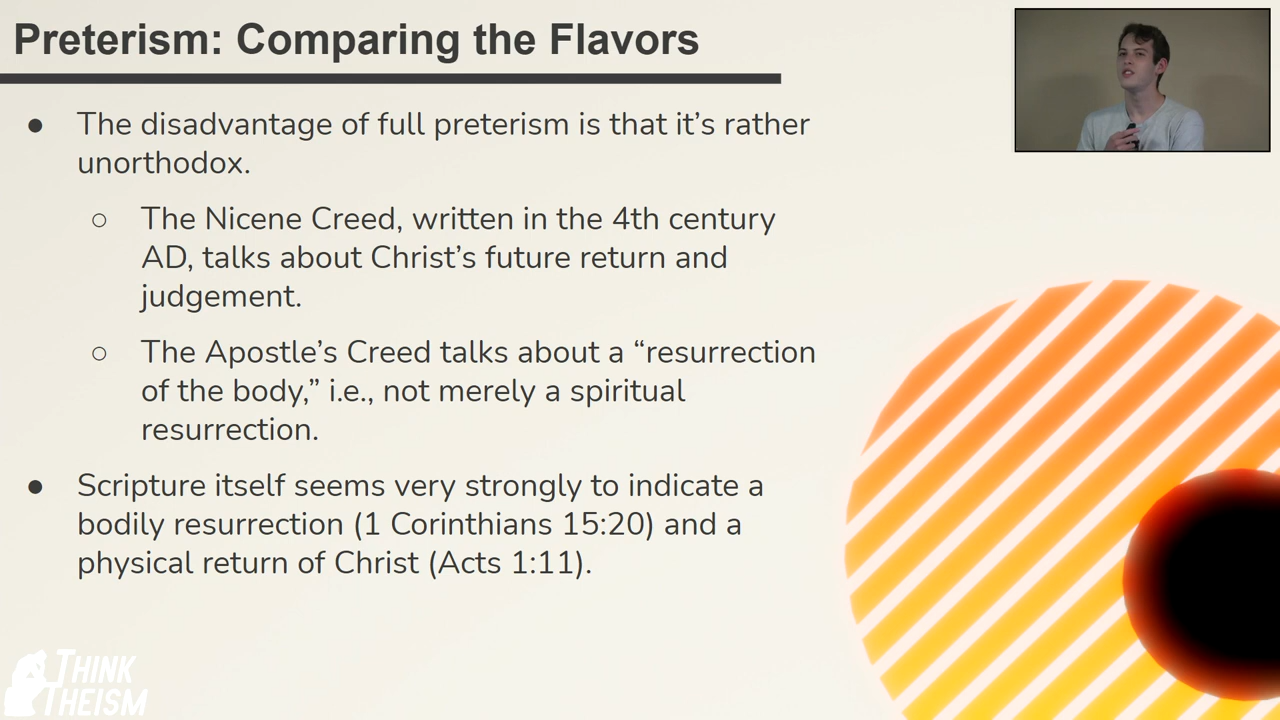 Preterism: Comparing the Flavors
● The disadvantage of full preterism is that it’s rather
unorthodox.
○ The Nicene Creed, written in the 4th century
AD, talks about Christ’s future return and
judgement.
○ The Apostle’s Creed talks about a “resurrection
of the body,” i.e., not merely a spiritual
resurrection.
● Scripture itself seems very strongly to indicate a
bodily resurrection (1 Corinthians 15:20) and a
physical return of Christ (Acts 1:11).
THINK
THEISM